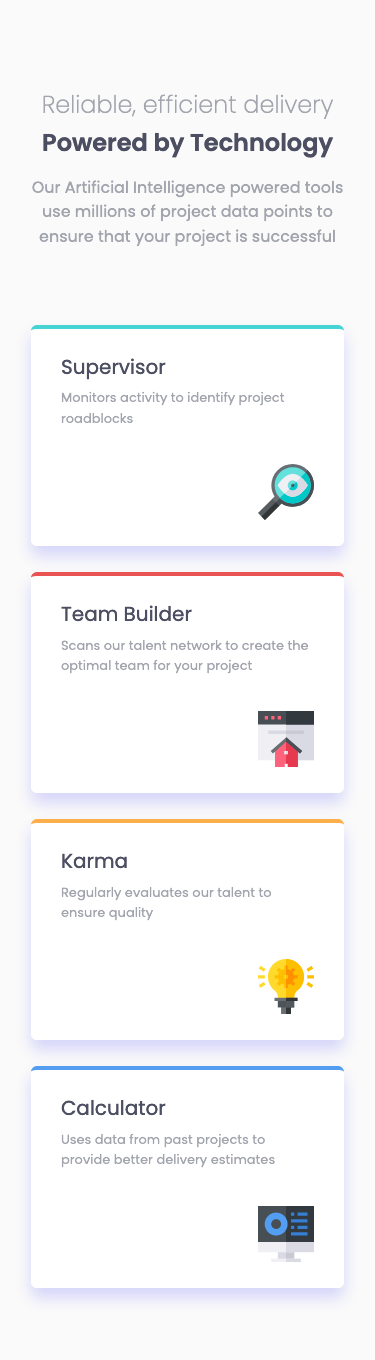 Reliable, efficient delivery
Powered by Technology
Our Artificial Intelligence powered tools
use millions of project data points to
ensure that your project is successful
Supervisor
Monitors activity to identify project
roadblocks
Team Builder
Scans our talent network to create the
optimal team for your project
Karma
Regularly evaluates our talent to
ensure quality
Calculator
Uses data from past projects to
provide better delivery estimates